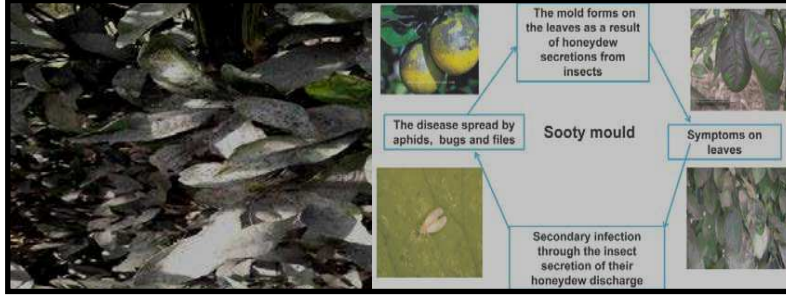 The mold forms on
the leaves as a result
of honeydew
secretions from
insects
The disease spread by
aphids, bugs and files
Sooty mould
Symptoms on
leaves
Secondary infection
through the insect
secretion of their
honeydew discharge